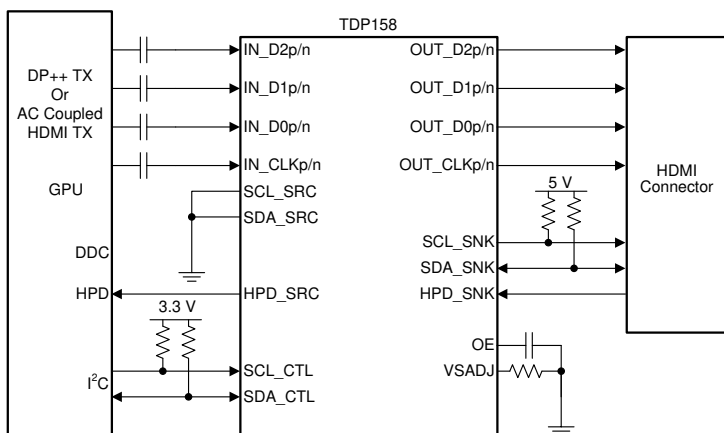 TDP158
DP++ TX
Or
AC Coupled
HDMI TX
GPU
DDC
HPD
I²C
IN_D2p/n
IN_D1p/n
IN_D0p/n
IN_CLKp/n
SCL_SRC
SDA_SRC
HPD_SRC
3.3 V
SCL_CTL
SDA_CTL
OUT_D2p/n
OUT_D1p/n
OUT_D0p/n
OUT_CLKp/n
5 V
SCL_SNK
SDA_SNK
HPD_SNK
OE
VSADJ
HDMI
Connector